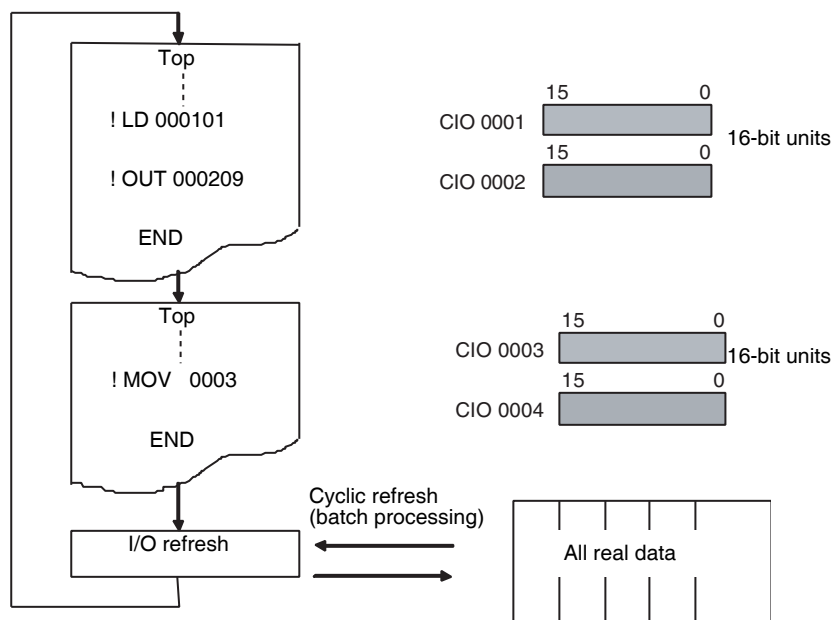 Top
! LD 000101
! OUT 000209
END
15 0
CIO 0001
16-bit units
15 0
CIO 0002
Top
! MOV 0003
END
15 0
CIO 0003
16-bit units
15 0
CIO 0004
I/O refresh
Cyclic refresh
(batch processing)
All real data